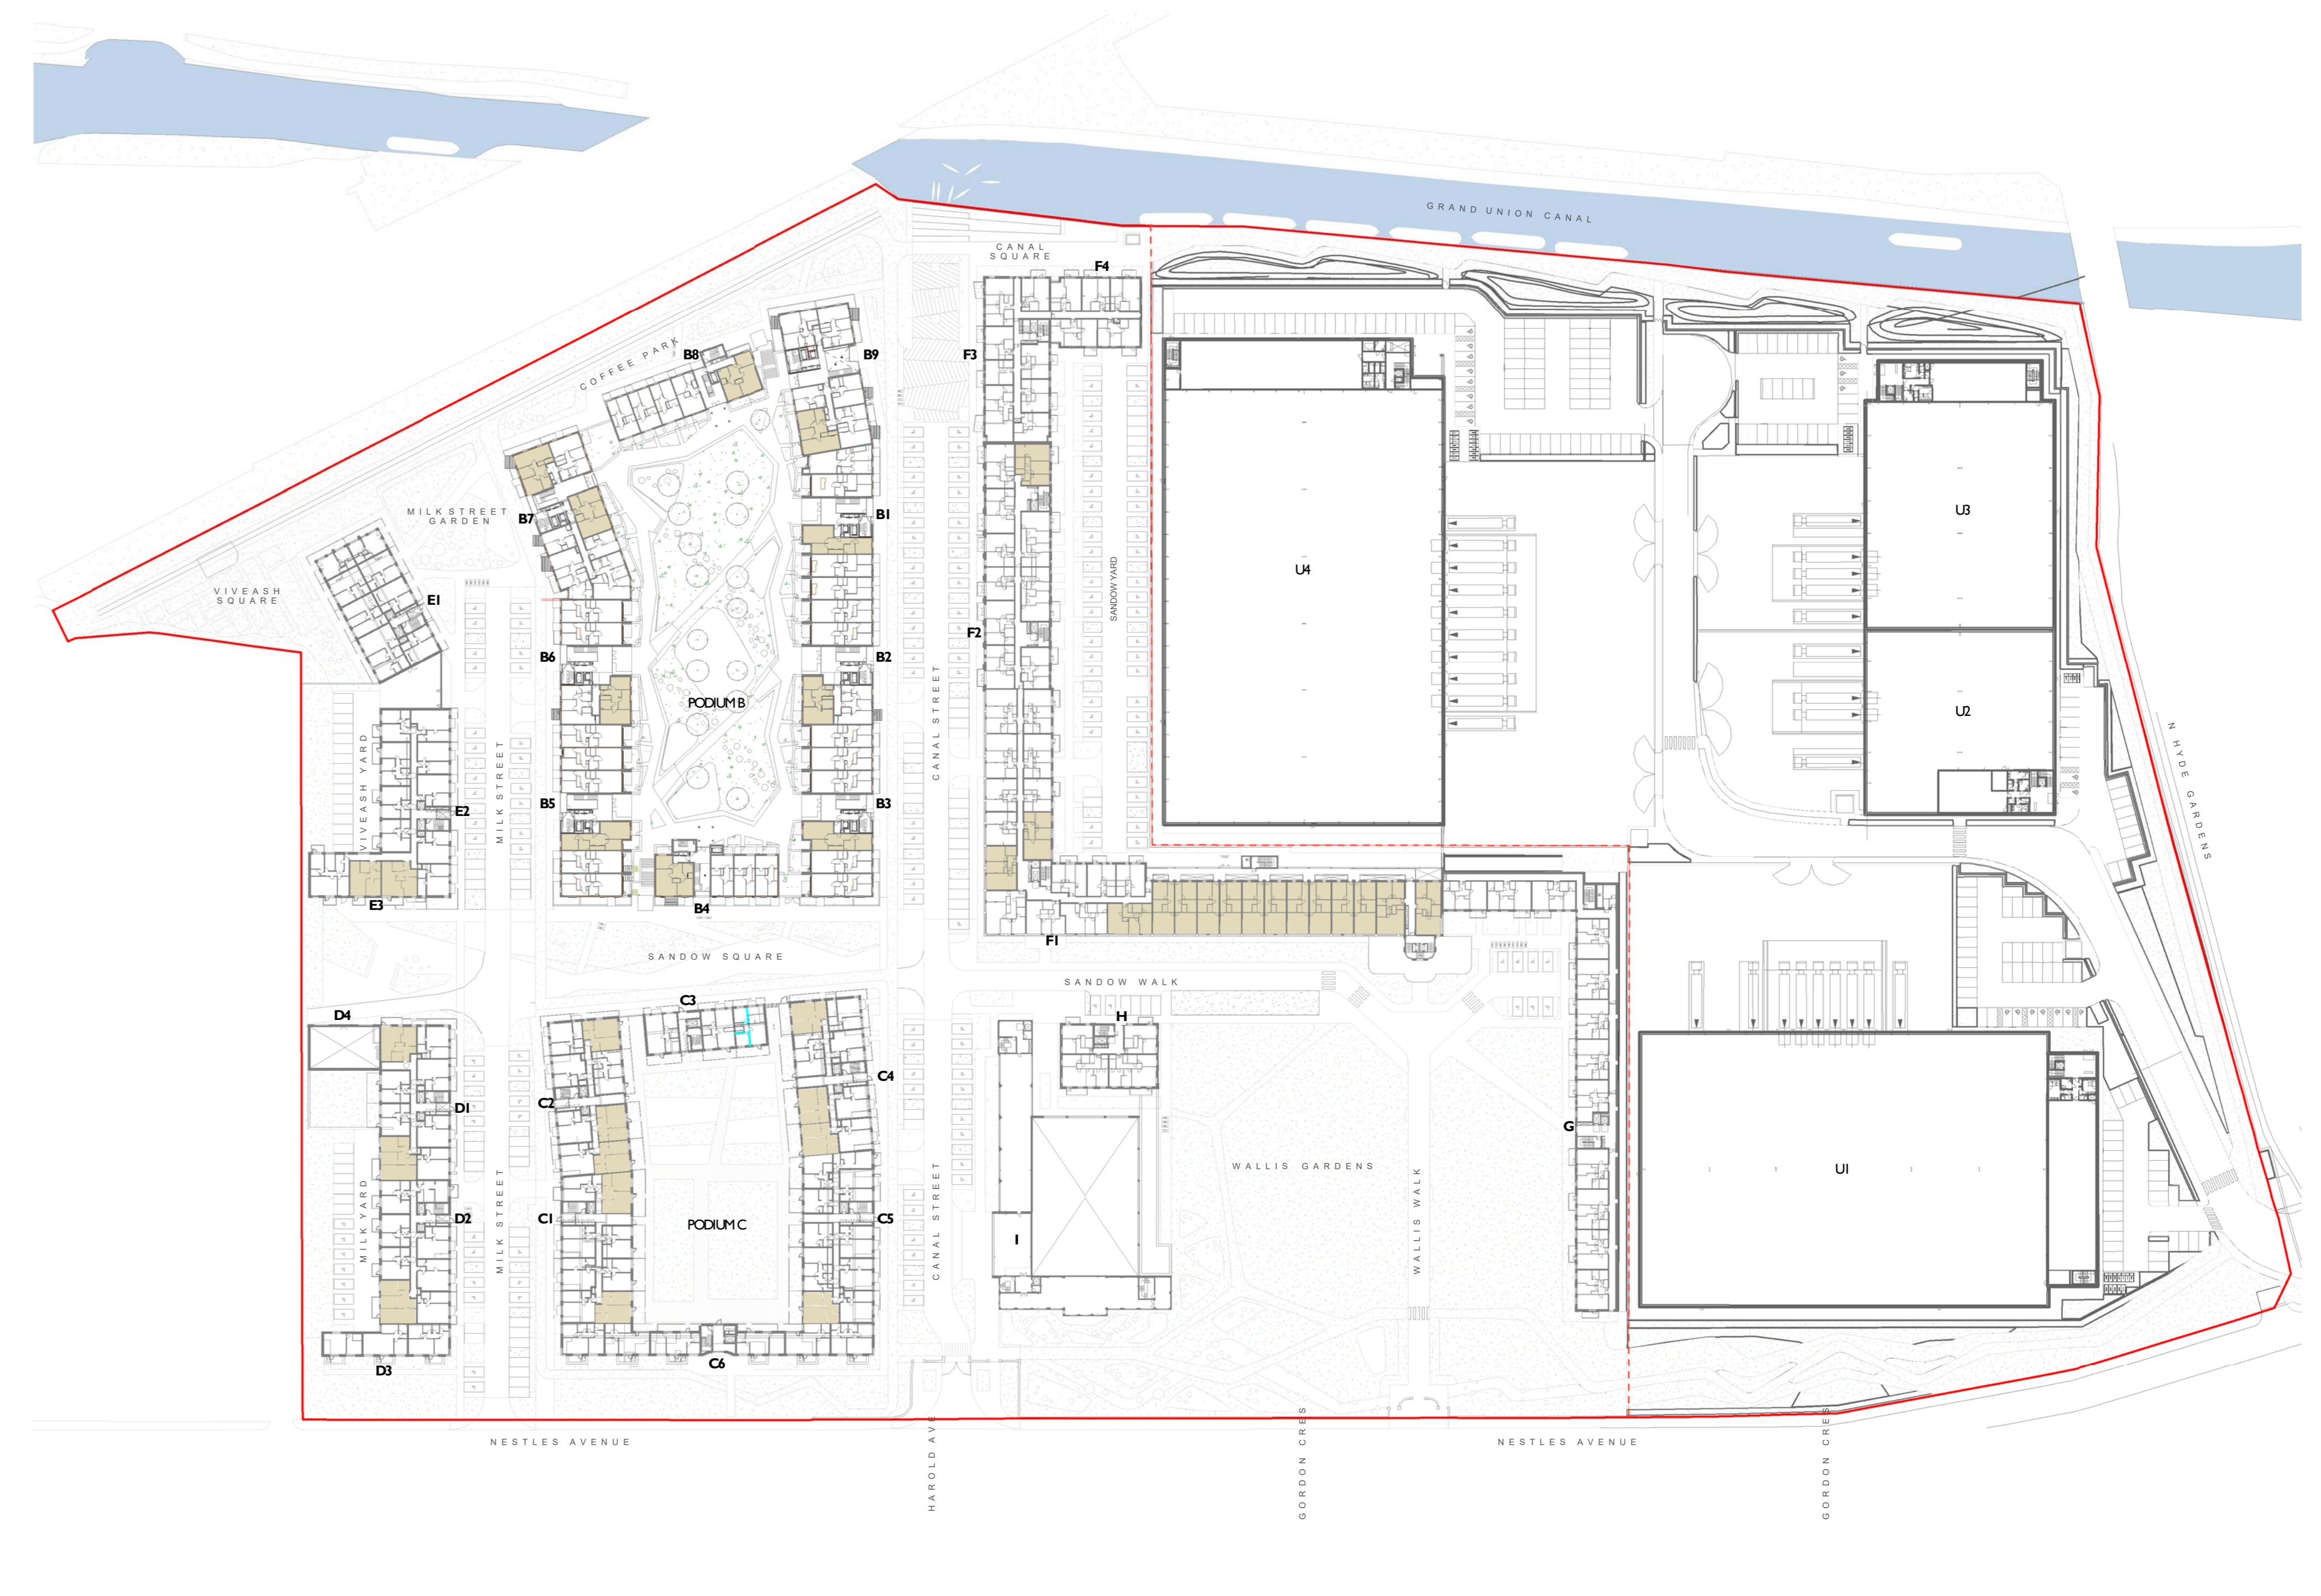 GRAND UNION CANAL
CANAL
SQUARE
F4
COFFEE PARK
B8
B9
F3
MILK STREET
GARDEN
B7
B1
U3
U4
VIVEASH
SQUARE
E1
SANDOW YARD
F2
B6
B2
PODIUM B
CANAL STREET
U2
N HYDE GARDENS
VIVEASH YARD
MILK STREET
E2
B5
B3
E3
B4
F1
SANDOW SQUARE
SANDOW WALK
D4
C3
H
C4
C2
D1
G
WALLIS GARDENS
U1
MILK YARD
MILK STREET
D2
C1
PODIUM C
C5
CANAL STREET
I
WALLIS WALK
D3
C6
NESTLES AVENUE
HAROLD AVE
GORDON CRES
NESTLES AVENUE
GORDON CRES